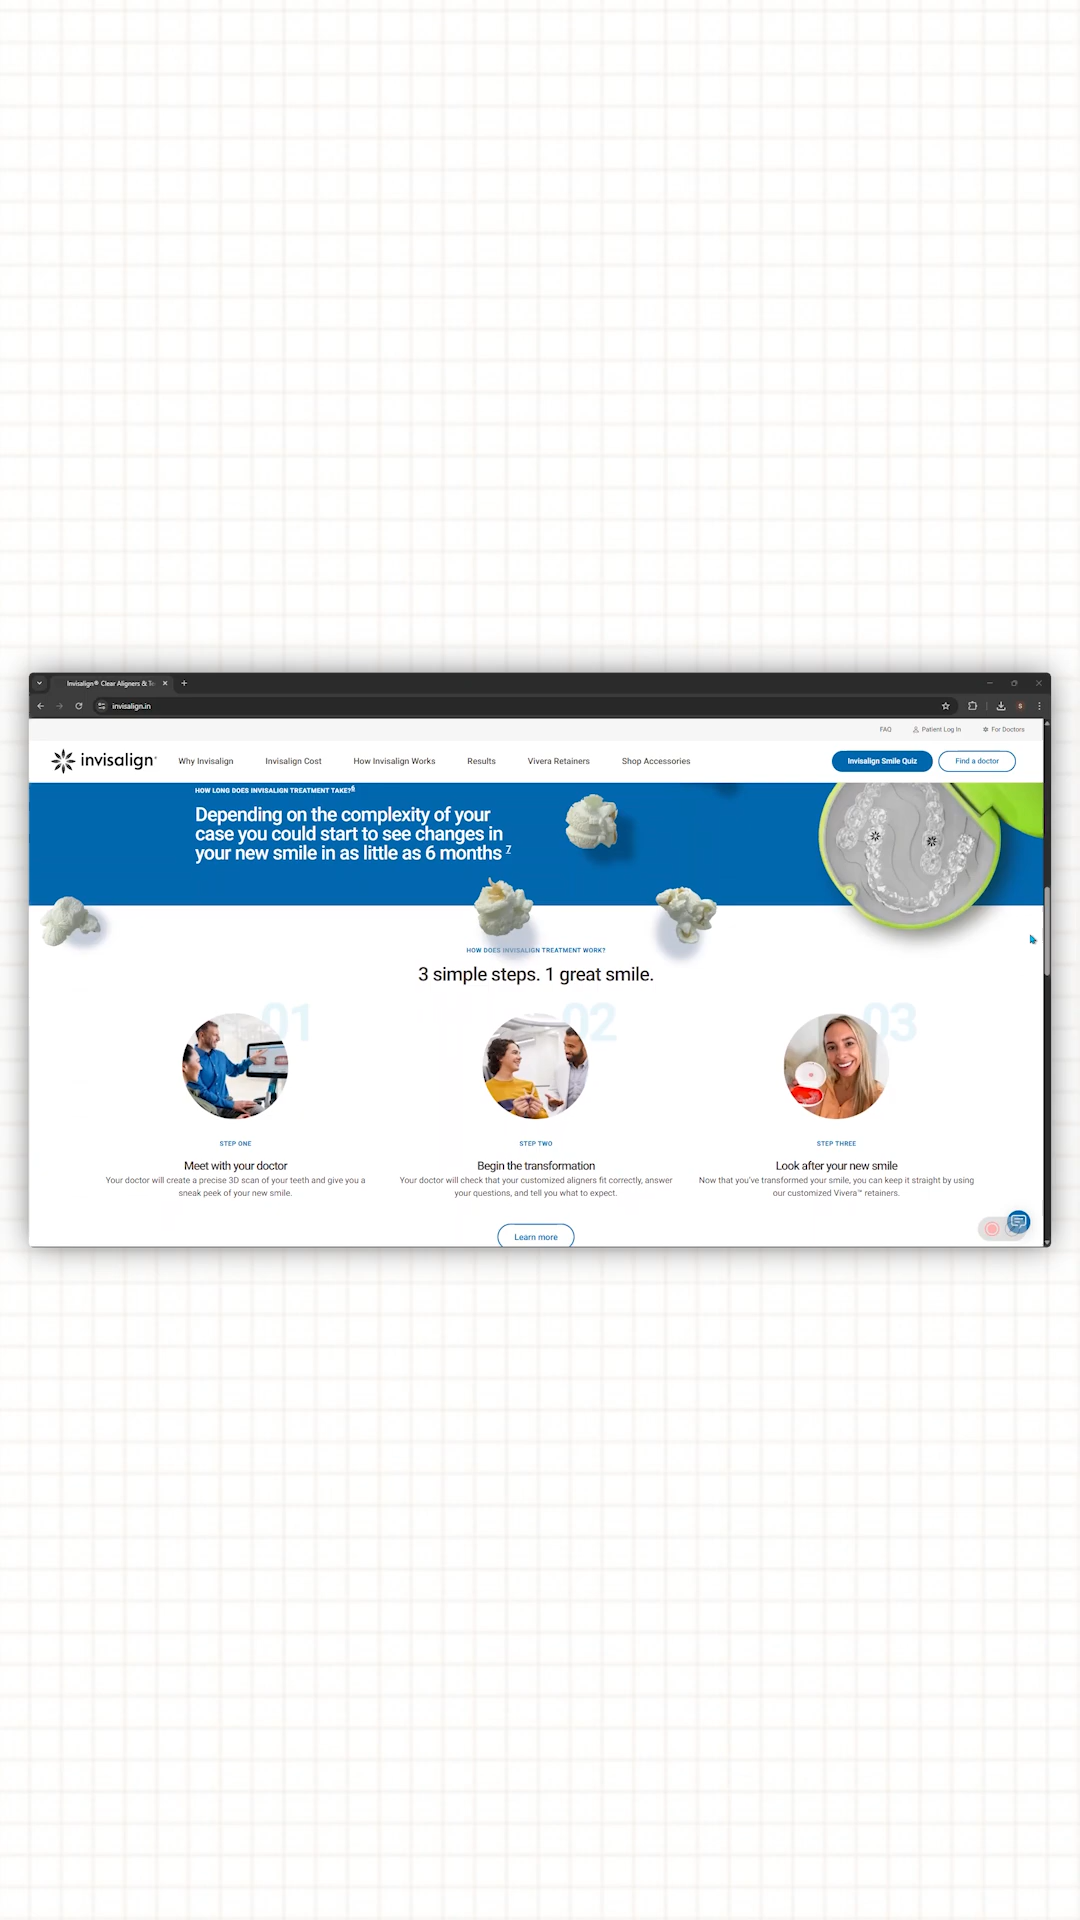 Invisalign® Clear Aligners & Te
invisalign.in
S
FAQ
Patient Log In
For Doctors
invisalign®
Why Invisalign
Invisalign Cost
How Invisalign Works
Results
Vivera Retainers
Shop Accessories
Invisalign Smile Quiz
Find a doctor
HOW LONG DOES INVISALIGN TREATMENT TAKE?
Depending on the complexity of your
case you could start to see changes in
your new smile in as little as 6 months 7
HOW DOES INVISALIGN TREATMENT WORK?
3 simple steps. 1 great smile.
01
STEP ONE
Meet with your doctor
Your doctor will create a precise 3D scan of your teeth and give you a
sneak peek of your new smile.
02
STEP TWO
Begin the transformation
Your doctor will check that your customized aligners fit correctly, answer
your questions, and tell you what to expect.
03
STEP THREE
Look after your new smile
Now that you've transformed your smile, you can keep it straight by using
our customized Vivera™ retainers.
Learn more